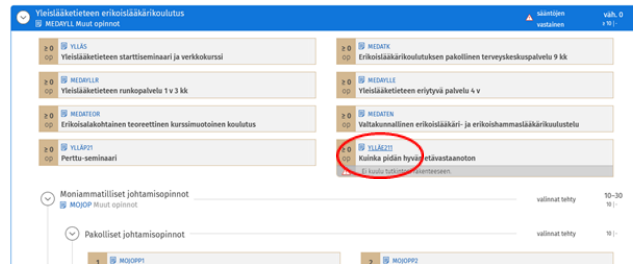 Yleislääketieteen erikoislääkärikoulutus
MEDAYLL Muut opinnot
sääntöjen vastainen
väh. 0
≥ 0 op YLLÄS
Yleislääketieteen starttiseminaari ja verkkokurssi
≥ 0 op MEDATK
Erikoislääkärikoulutuksen pakollinen terveyskeskuspalvelu 9 kk
≥ 0 op MEDAYLLR
Yleislääketieteen runkopalvelu 1 v 3 kk
≥ 0 op MEDAYLLE
Yleislääketieteen eriytyvä palvelu 4 v
≥ 0 op MEDATEOR
Erikoisalakohtainen teoreettinen kurssimuotoinen koulutus
≥ 0 op MEDATEN
Valtakunnallinen erikoislääkäri- ja erikoishammaslääkärikuulustelu
≥ 0 op YLLÄP21
Perttu-seminaari
≥ 0 op YLLÄE211
Kuinka pidän hyvän etävastaanoton
Ei kuulu tutkintorakenteeseen
Moniammatilliset johtamisopinnot
MOJOP Muut opinnot
valinnat tehty
10–30
Pakolliset johtamisopinnot
valinnat tehty
1 MOJOPP1
2 MOJOPP2